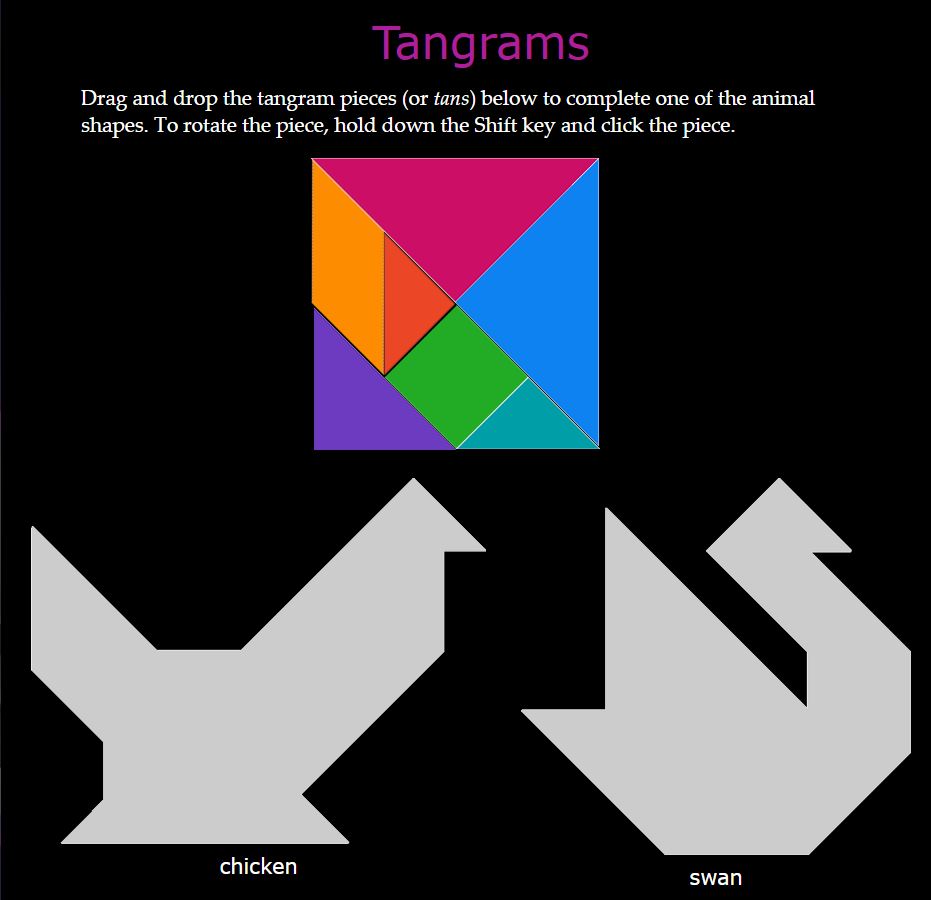 Tangrams
Drag and drop the tangram pieces (or tans) below to complete one of the animal
shapes. To rotate the piece, hold down the Shift key and click the piece.
chicken
swan